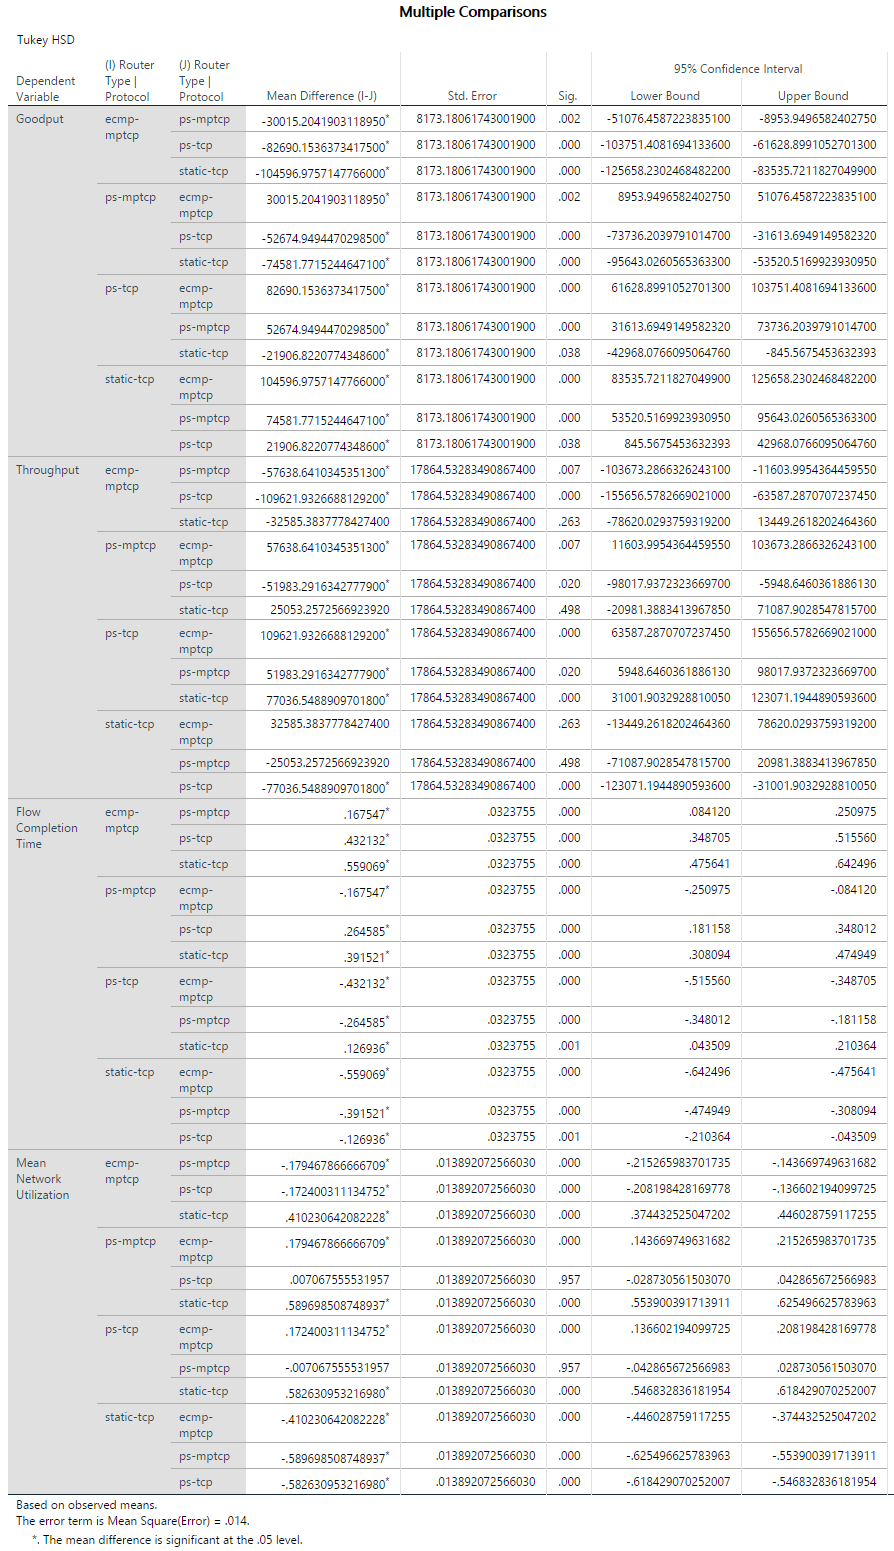 Multiple Comparisons
Tukey HSD
Dependent Variable | (I) Router Type | Protocol | (J) Router Type | Protocol | Mean Difference (I-J) | Std. Error | Sig. | 95% Confidence Interval
Lower Bound | Upper Bound
Goodput ecmp-mptcp ps-mptcp -30015.2041903118950* 8173.18061743001900 .002 -51076.4587223835100 -8953.9496582402750
ps-tcp -82690.1536373417500* 8173.18061743001900 .000 -103751.4081694133600 -61628.8991052701300
static-tcp -104596.9757147766000* 8173.18061743001900 .000 -125658.2302468482200 -83535.7211827049900
ps-mptcp ecmp-mptcp 30015.2041903118950* 8173.18061743001900 .002 8953.9496582402750 51076.4587223835100
ps-tcp -52674.9494470298500* 8173.18061743001900 .000 -73736.2039791014700 -31613.6949149582320
static-tcp -74581.7715244647100* 8173.18061743001900 .000 -95643.0260565363300 -53520.5169923930950
ps-tcp ecmp-mptcp 82690.1536373417500* 8173.18061743001900 .000 61628.8991052701300 103751.4081694133600
ps-mptcp 52674.9494470298500* 8173.18061743001900 .000 31613.6949149582320 73736.2039791014700
static-tcp -21906.8220774348600* 8173.18061743001900 .038 -42968.0766095064760 -845.5675453632393
static-tcp ecmp-mptcp 104596.9757147766000* 8173.18061743001900 .000 83535.7211827049900 125658.2302468482200
ps-mptcp 74581.7715244647100* 8173.18061743001900 .000 53520.5169923930950 95643.0260565363300
ps-tcp 21906.8220774348600* 8173.18061743001900 .038 845.5675453632393 42968.0766095064760
Throughput ecmp-mptcp ps-mptcp -57638.6410345351300* 17864.53283490867400 .007 -103673.2866326243100 -11603.9954364459550
ps-tcp -109621.9326688129200* 17864.53283490867400 .000 -155656.5782669021000 -63587.2870707237450
static-tcp -32585.3837778427400 17864.53283490867400 .263 -78620.0293759319200 13449.2618202464360
ps-mptcp ecmp-mptcp 57638.6410345351300* 17864.53283490867400 .007 11603.9954364459550 103673.2866326243100
ps-tcp -51983.2916342777900* 17864.53283490867400 .020 -98017.9372323669700 -5948.6460361886130
static-tcp 25053.2572566923920 17864.53283490867400 .498 -20981.3883413967850 71087.9028547815700
ps-tcp ecmp-mptcp 109621.9326688129200* 17864.53283490867400 .000 63587.2870707237450 155656.5782669021000
ps-mptcp 51983.2916342777900* 17864.53283490867400 .020 5948.6460361886130 98017.9372323669700
static-tcp 77036.5488909701800* 17864.53283490867400 .000 31001.9032928810050 123071.1944890593600
static-tcp ecmp-mptcp 32585.3837778427400 17864.53283490867400 .263 -13449.2618202464360 78620.0293759319200
ps-mptcp -25053.2572566923920 17864.53283490867400 .498 -71087.9028547815700 20981.3883413967850
ps-tcp -77036.5488909701800* 17864.53283490867400 .000 -123071.1944890593600 -31001.9032928810050
Flow Completion Time ecmp-mptcp ps-mptcp .167547* .0323755 .000 .084120 .250975
ps-tcp .432132* .0323755 .000 .348705 .515560
static-tcp .559069* .0323755 .000 .475641 .642496
ps-mptcp ecmp-mptcp -.167547* .0323755 .000 -.250975 -.084120
ps-tcp .264585* .0323755 .000 .181158 .348012
static-tcp .391521* .0323755 .000 .308094 .474949
ps-tcp ecmp-mptcp -.432132* .0323755 .000 -.515560 -.348705
ps-mptcp -.264585* .0323755 .000 -.348012 -.181158
static-tcp .126936* .0323755 .001 .043509 .210364
static-tcp ecmp-mptcp -.559069* .0323755 .000 -.642496 -.475641
ps-mptcp -.391521* .0323755 .000 -.474949 -.308094
ps-tcp -.126936* .0323755 .001 -.210364 -.043509
Mean Network Utilization ecmp-mptcp ps-mptcp -.179467866666709* .013892072566030 .000 -.215265983701735 -.143669749631682
ps-tcp -.172400311134752* .013892072566030 .000 -.208198428169778 -.136602194099725
static-tcp .410230642082228* .013892072566030 .000 .374432525047202 .446028759117255
ps-mptcp ecmp-mptcp .179467866666709* .013892072566030 .000 .143669749631682 .215265983701735
ps-tcp .007067555531957 .013892072566030 .957 -.028730561503070 .042865672566983
static-tcp .589698508748937* .013892072566030 .000 .553900391713911 .625496625783963
ps-tcp ecmp-mptcp .172400311134752* .013892072566030 .000 .136602194099725 .208198428169778
ps-mptcp -.007067555531957 .013892072566030 .957 -.042865672566983 .028730561503070
static-tcp .582630953216980* .013892072566030 .000 .546832836181954 .618429070252007
static-tcp ecmp-mptcp -.410230642082228* .013892072566030 .000 -.446028759117255 -.374432525047202
ps-mptcp -.589698508748937* .013892072566030 .000 -.625496625783963 -.553900391713911
ps-tcp -.582630953216980* .013892072566030 .000 -.618429070252007 -.546832836181954
Based on observed means.
The error term is Mean Square(Error) = .014.
*. The mean difference is significant at the .05 level.